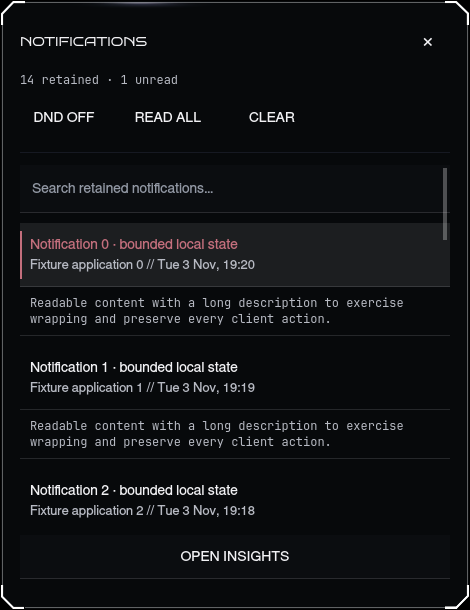 NOTIFICATIONS ×
14 retained · 1 unread
DND OFF READ ALL CLEAR
Search retained notifications...
Notification 0 · bounded local state
Fixture application 0 // Tue 3 Nov, 19:20
Readable content with a long description to exercise
wrapping and preserve every client action.
Notification 1 · bounded local state
Fixture application 1 // Tue 3 Nov, 19:19
Readable content with a long description to exercise
wrapping and preserve every client action.
Notification 2 · bounded local state
Fixture application 2 // Tue 3 Nov, 19:18
OPEN INSIGHTS